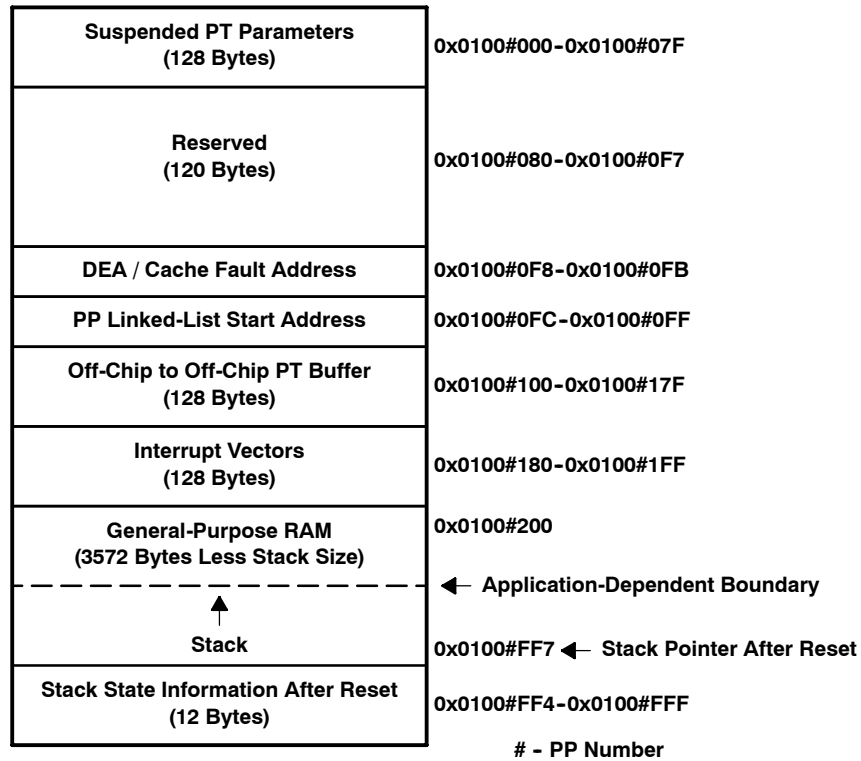 Suspended PT Parameters
(128 Bytes)
0x0100#000-0x0100#07F
Reserved
(120 Bytes)
0x0100#080-0x0100#0F7
DEA / Cache Fault Address
0x0100#0F8-0x0100#0FB
PP Linked-List Start Address
0x0100#0FC-0x0100#0FF
Off-Chip to Off-Chip PT Buffer
(128 Bytes)
0x0100#100-0x0100#17F
Interrupt Vectors
(128 Bytes)
0x0100#180-0x0100#1FF
General-Purpose RAM
(3572 Bytes Less Stack Size)
0x0100#200
Application-Dependent Boundary
Stack
0x0100#FF7
Stack Pointer After Reset
Stack State Information After Reset
(12 Bytes)
0x0100#FF4-0x0100#FFF
# - PP Number